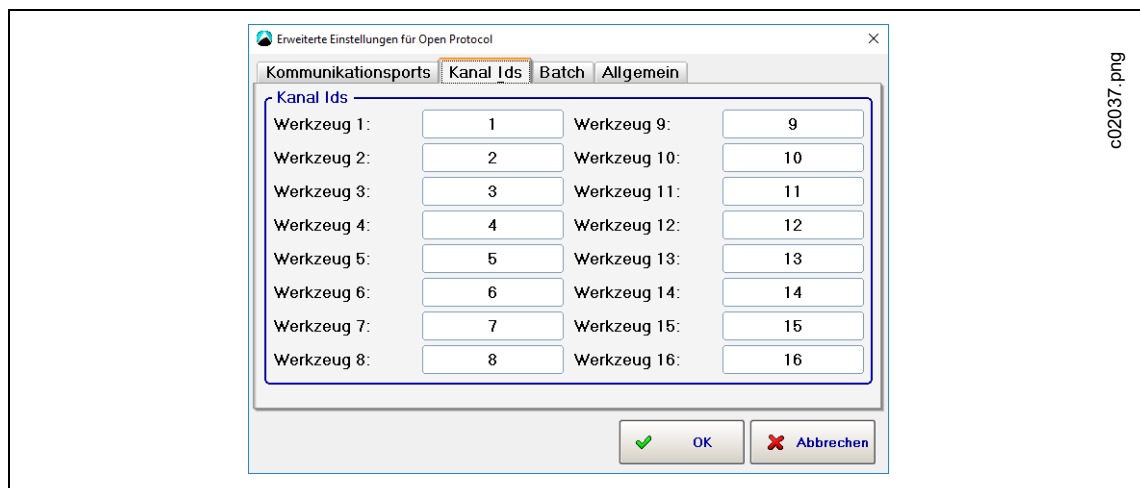 Erweiterte Einstellungen für Open Protocol
Kommunikationsports Kanal Ids Batch Allgemein
Kanal Ids
Werkzeug 1: 1 Werkzeug 9: 9
Werkzeug 2: 2 Werkzeug 10: 10
Werkzeug 3: 3 Werkzeug 11: 11
Werkzeug 4: 4 Werkzeug 12: 12
Werkzeug 5: 5 Werkzeug 13: 13
Werkzeug 6: 6 Werkzeug 14: 14
Werkzeug 7: 7 Werkzeug 15: 15
Werkzeug 8: 8 Werkzeug 16: 16
OK Abbrechen
c02037.png